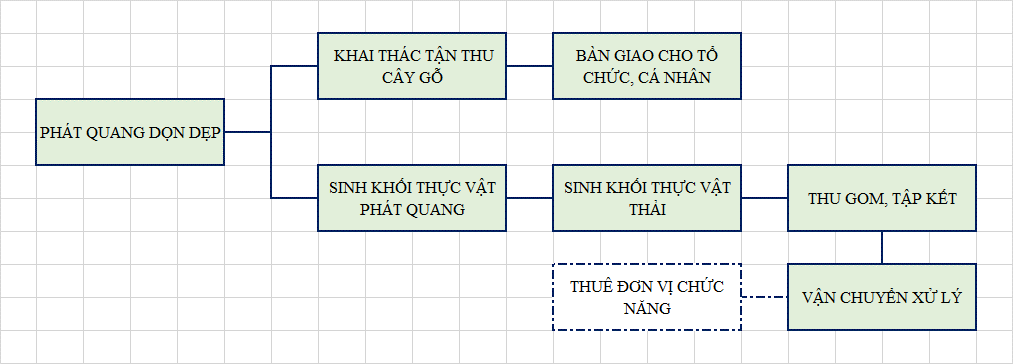 PHÁT QUANG DỌN DẸP
KHAI THÁC TẬN THU
CÂY GỖ
BÀN GIAO CHO TỔ
CHỨC, CÁ NHÂN
SINH KHỐI THỰC VẬT
PHÁT QUANG
SINH KHỐI THỰC VẬT
THẢI
THU GOM, TẬP KẾT
VẬN CHUYỂN XỬ LÝ
THUÊ ĐƠN VỊ CHỨC
NĂNG